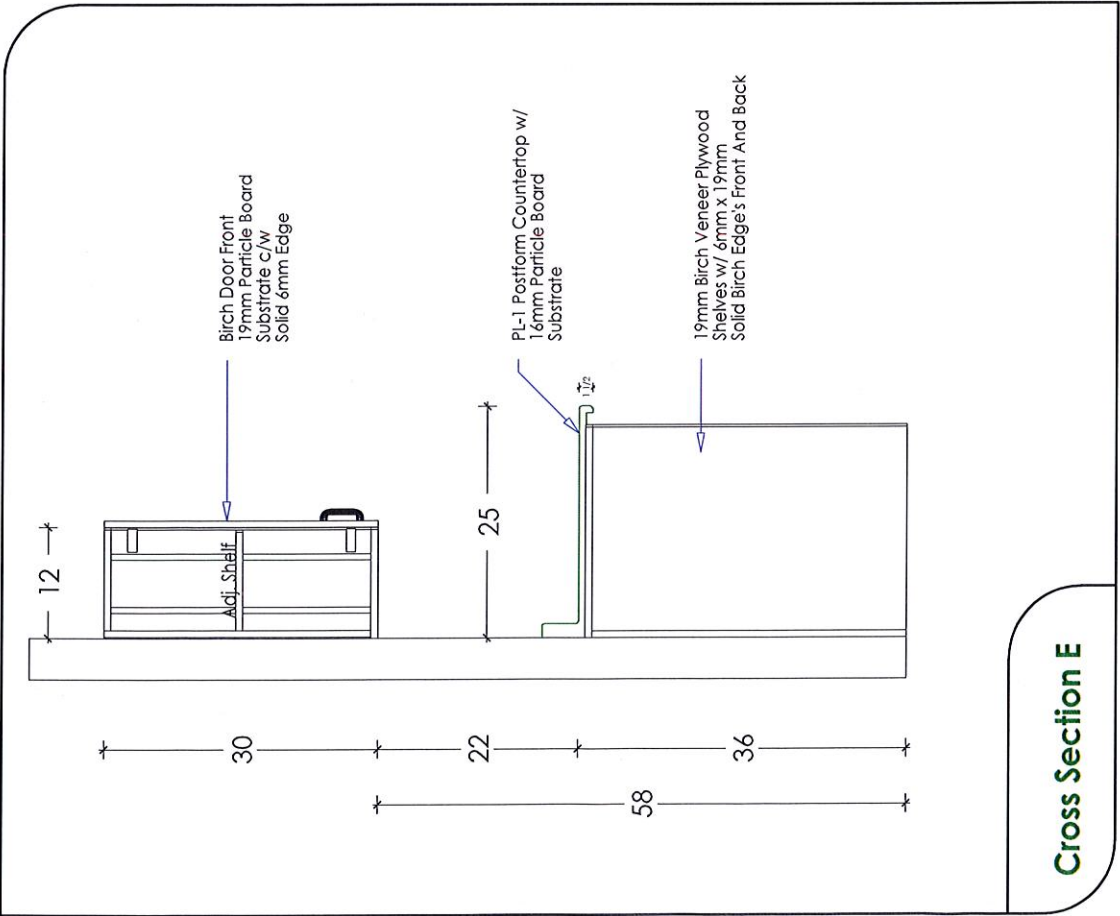 12
Adj. Shelf
Birch Door Front
19mm Particle Board
Substrate c/w
Solid 6mm Edge
25
PL-1 Postform Countertop w/
16mm Particle Board
Substrate
1 1/2
19mm Birch Veneer Plywood
Shelves w/ 6mm x 19mm
Solid Birch Edge's Front And Back
30
22
36
58
Cross Section E